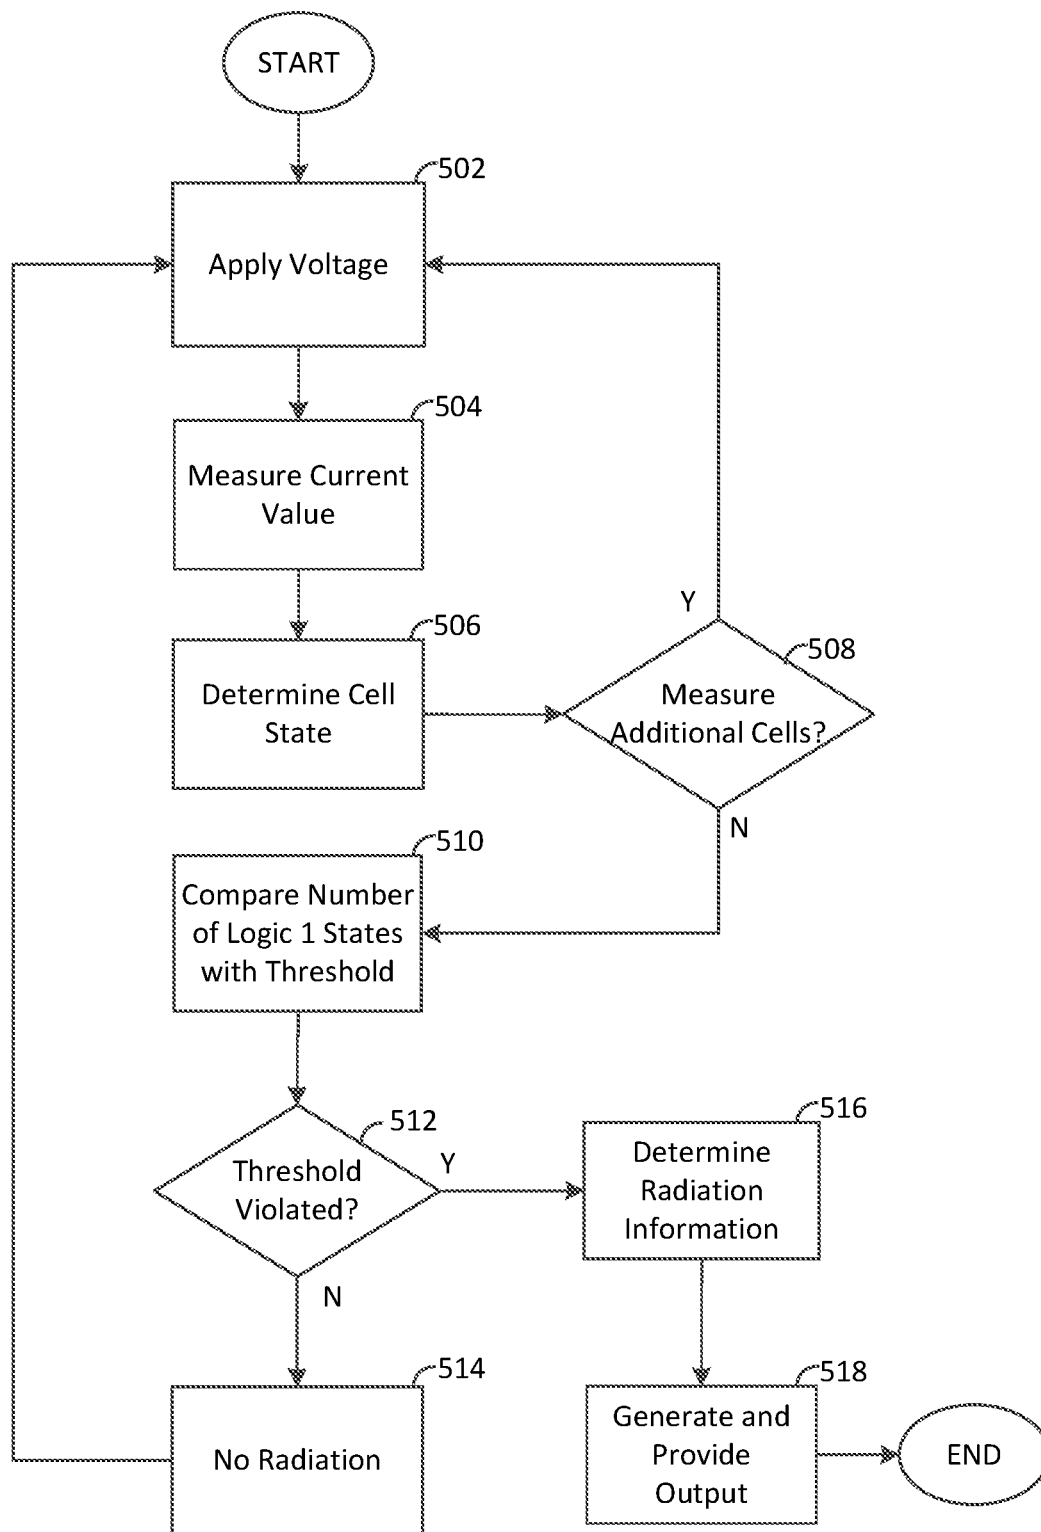 START
502
Apply Voltage
504
Measure Current
Value
506
Determine Cell
State
Y
508
Measure
Additional Cells?
N
510
Compare Number
of Logic 1 States
with Threshold
512
Threshold
Violated?
Y
N
516
Determine
Radiation
Information
514
No Radiation
518
Generate and
Provide
Output
END